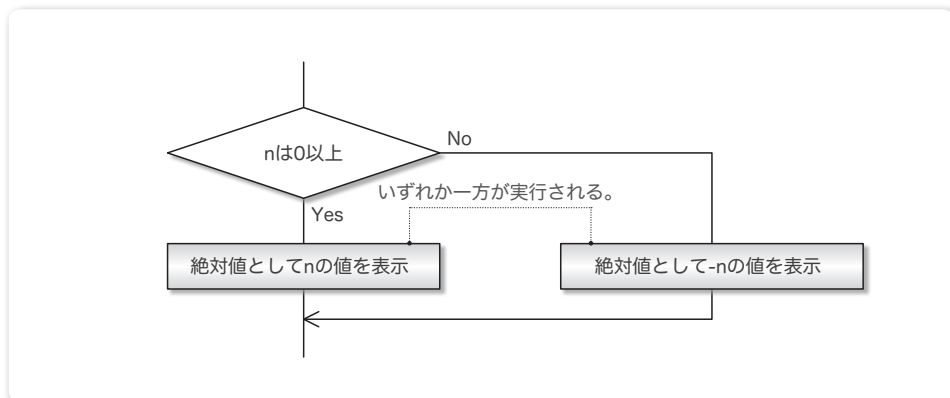 nは0以上
No
いずれか一方が実行される。
Yes
絶対値としてnの値を表示
絶対値として-nの値を表示